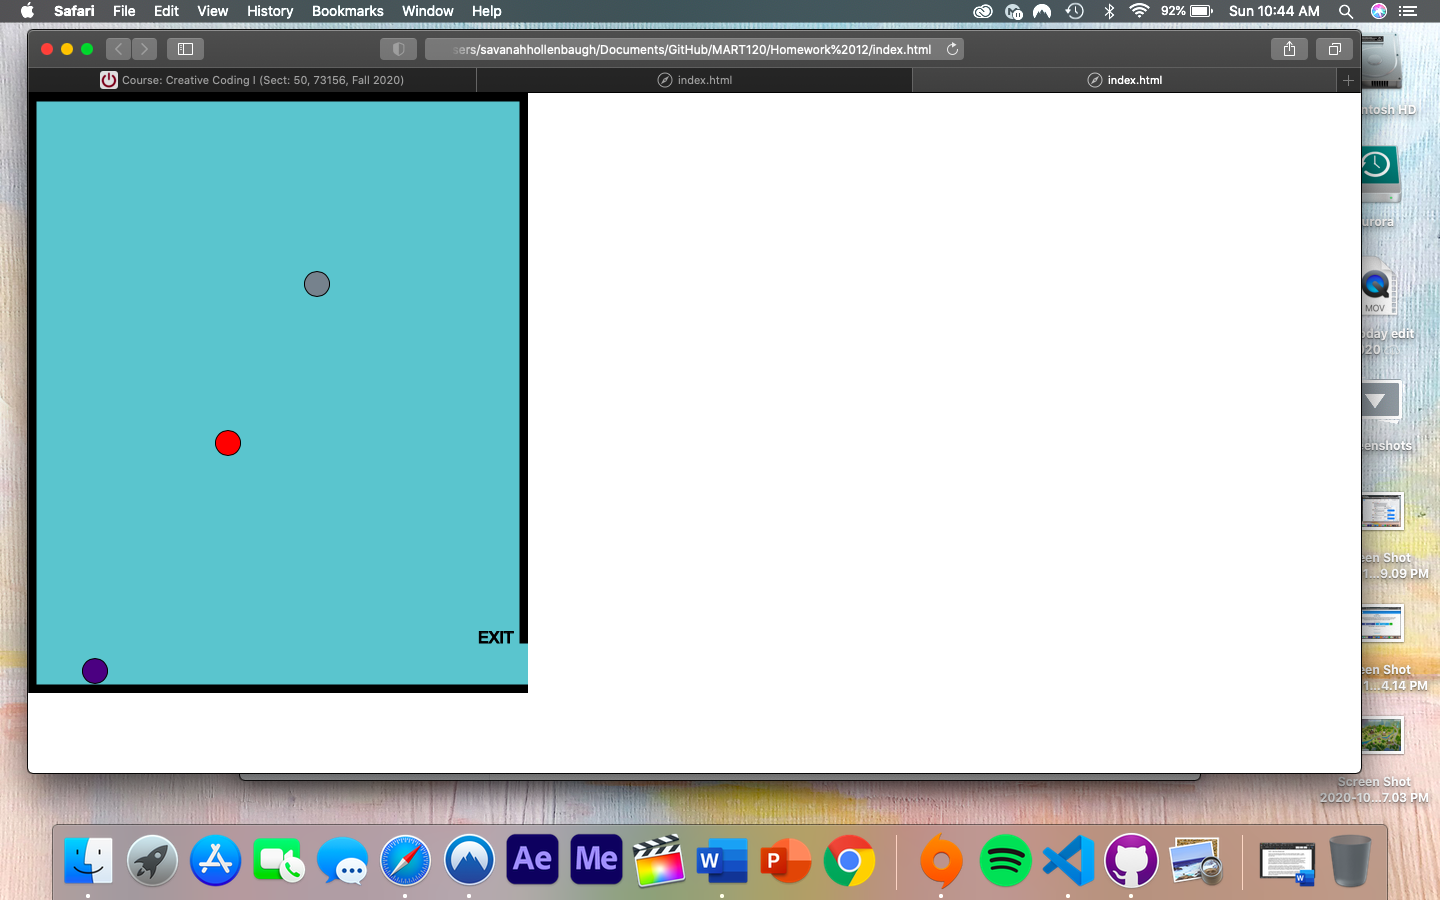 Safari File Edit View History Bookmarks Window Help 92% Sun 10:44 AM
sers/savanahhollenbaugh/Documents/GitHub/MART120/Homework%2012/index.html
Course: Creative Coding I (Sect: 50, 73156, Fall 2020) index.html index.html
ntosh HD
urora
MOV
day edit
20
enshots
een Shot
1...9.09 PM
een Shot
1...4.14 PM
EXIT
Screen Shot
2020-10...7.03 PM
Ae Me W P
W